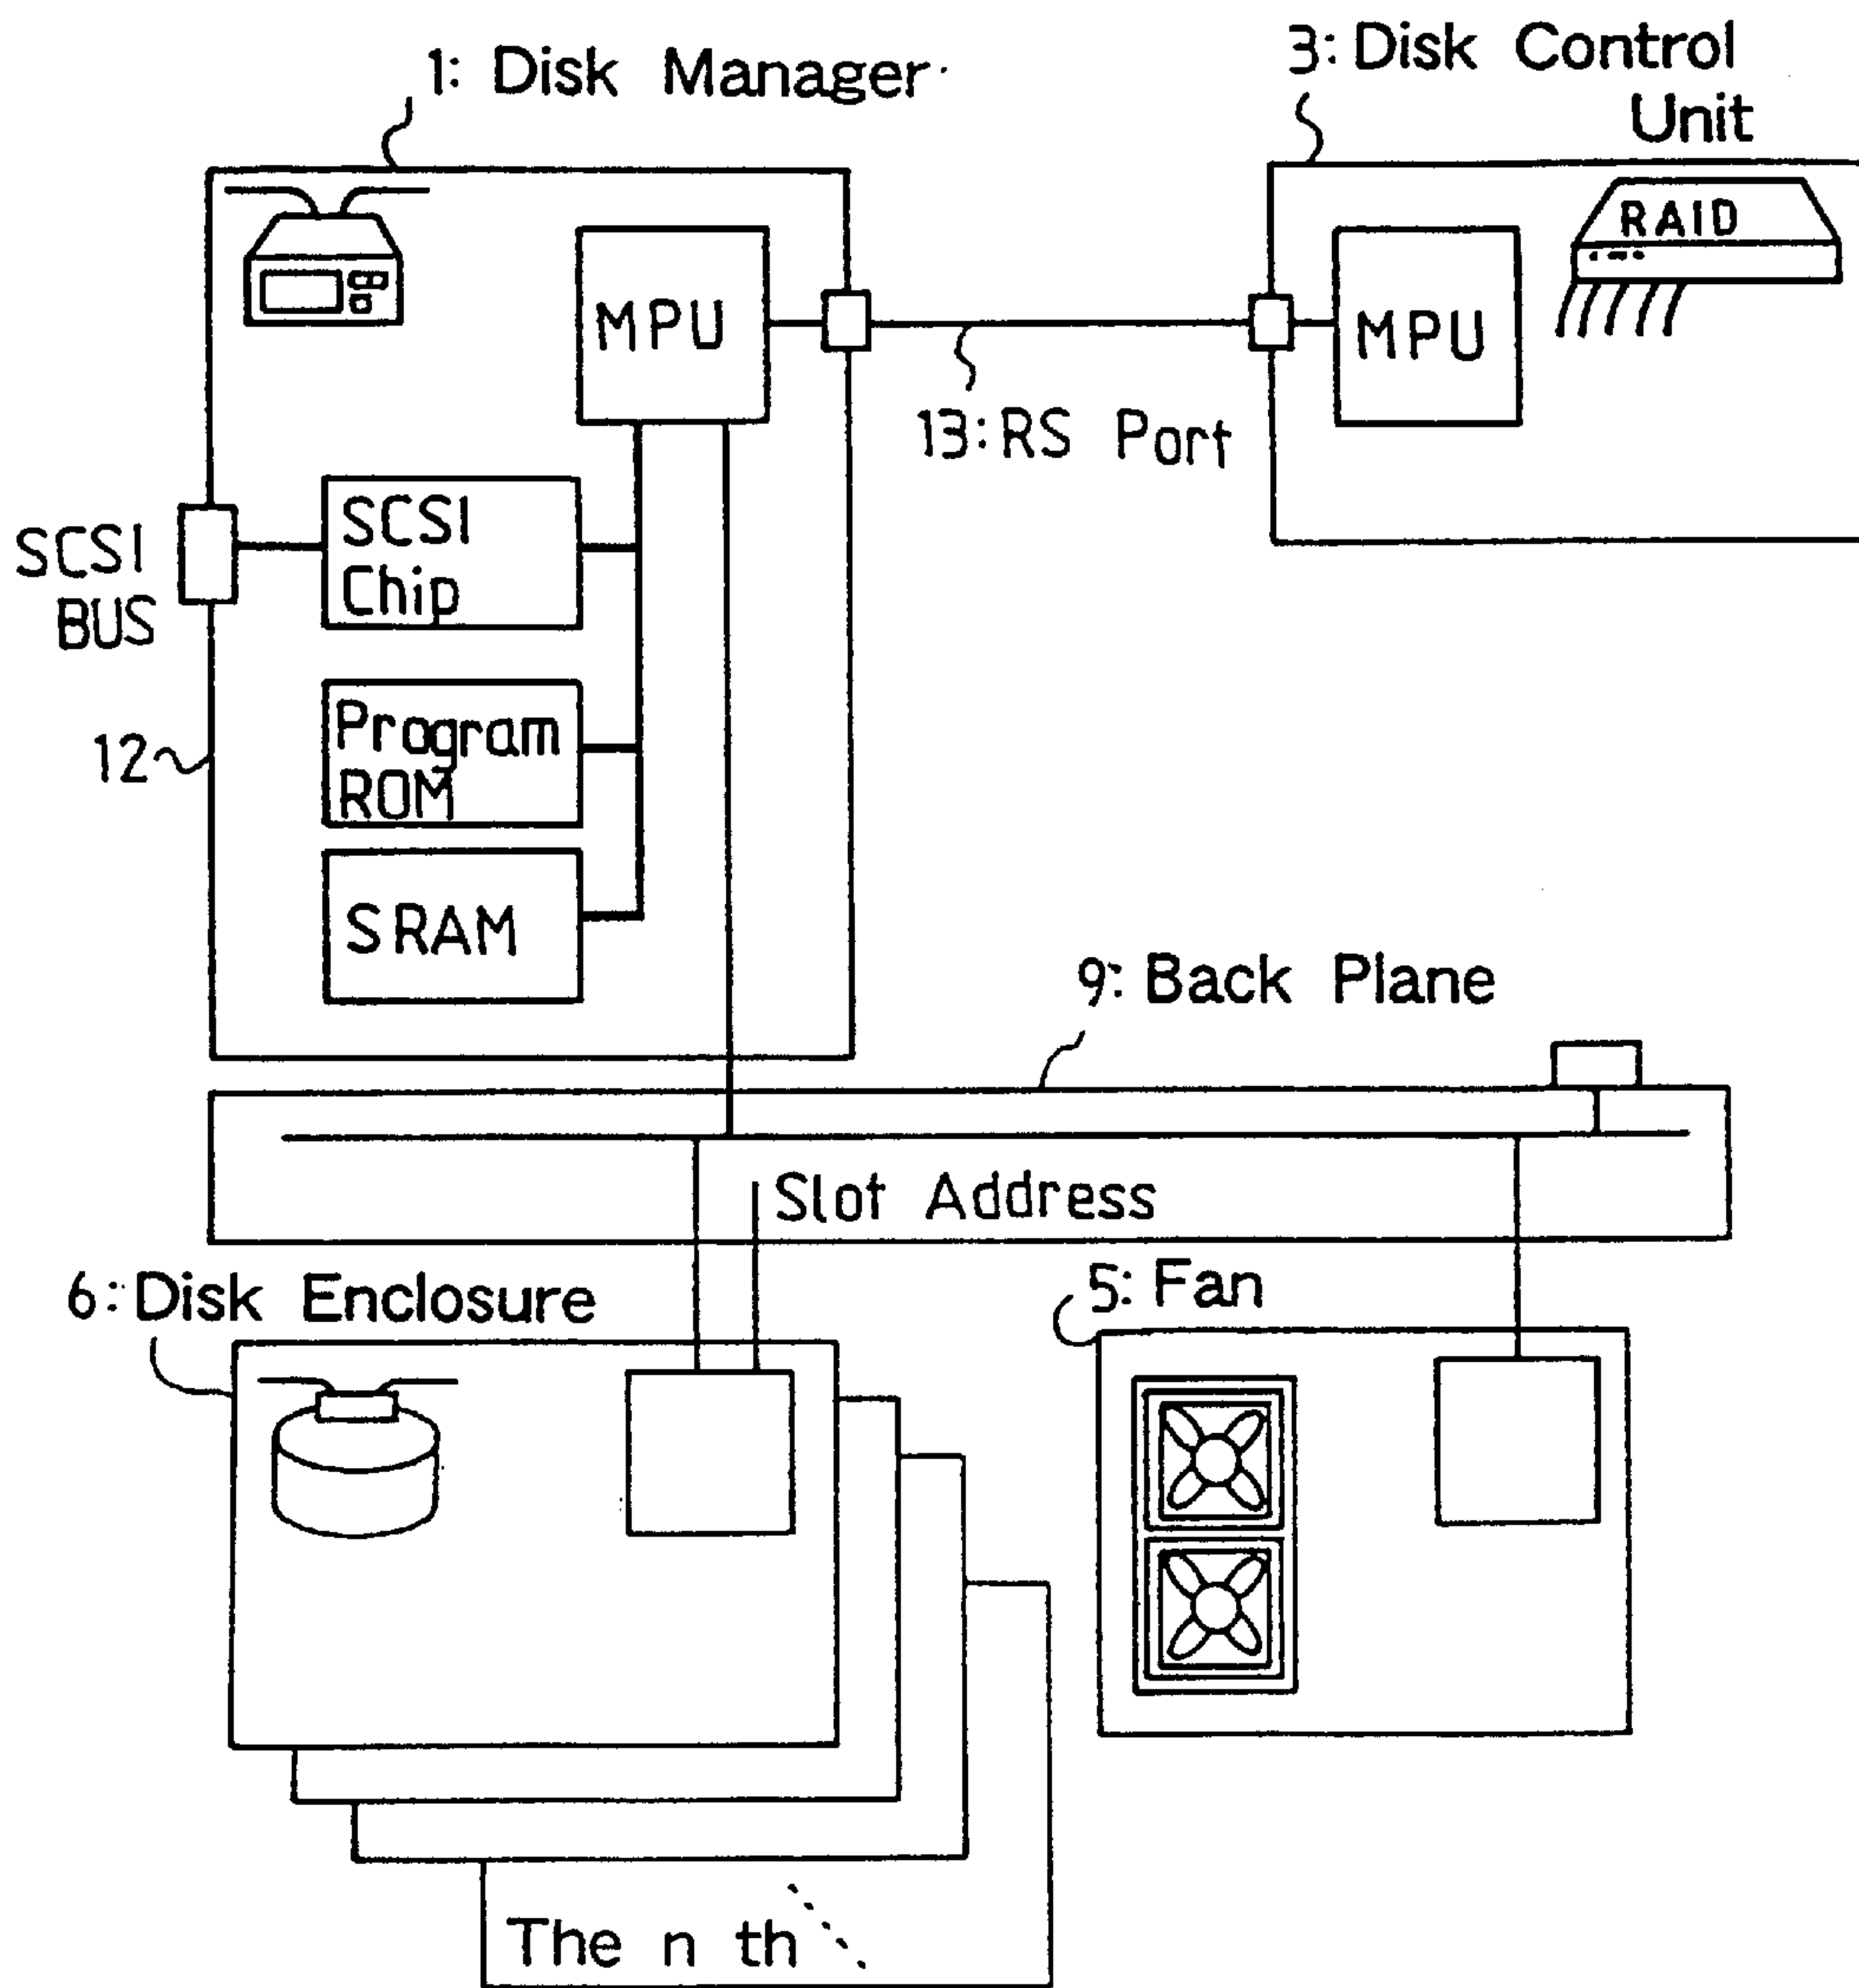 1: Disk Manager
3: Disk Control
Unit
RAID
MPU
MPU
13: RS Port
SCSI
BUS
SCSI
Chip
12
Program
ROM
SRAM
9: Back Plane
Slot Address
6: Disk Enclosure
5: Fan
The n th